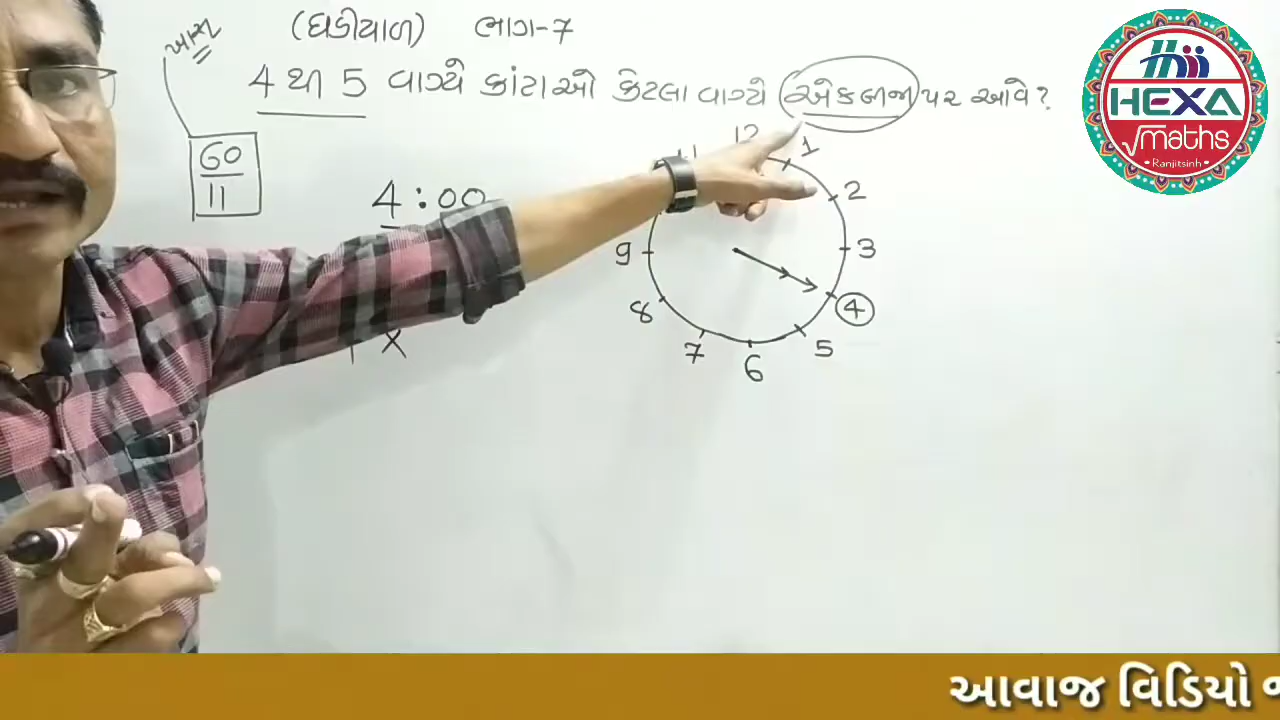 (ઘડીયાળ) ભાગ-7
ખાસ
4 થી 5 વાગ્યે કાંટાઓ કેટલા વાગ્યે એકબીજા પર આવે?
60
11
4:00
12
1
2
3
4
5
6
7
8
9
x
HEXA
√maths
Ranjitsinh
આવાજ વિડિયો